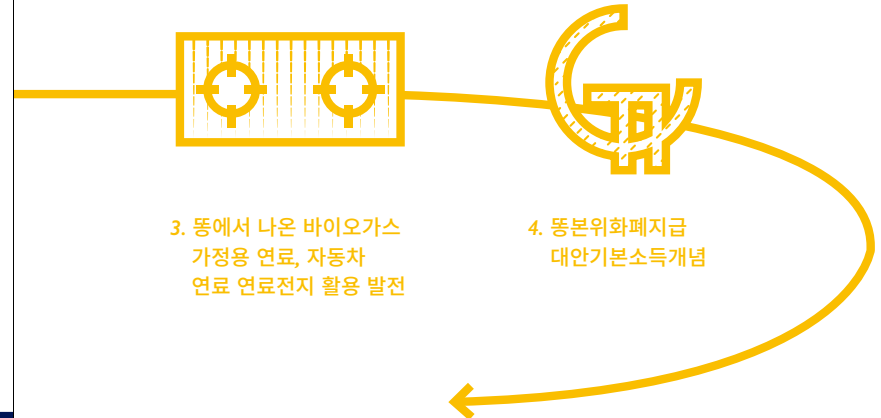 3. 똥에서 나온 바이오가스
가정용 연료, 자동차
연료 연료전지 활용 발전
4. 똥본위화폐지급
대안기본소득개념